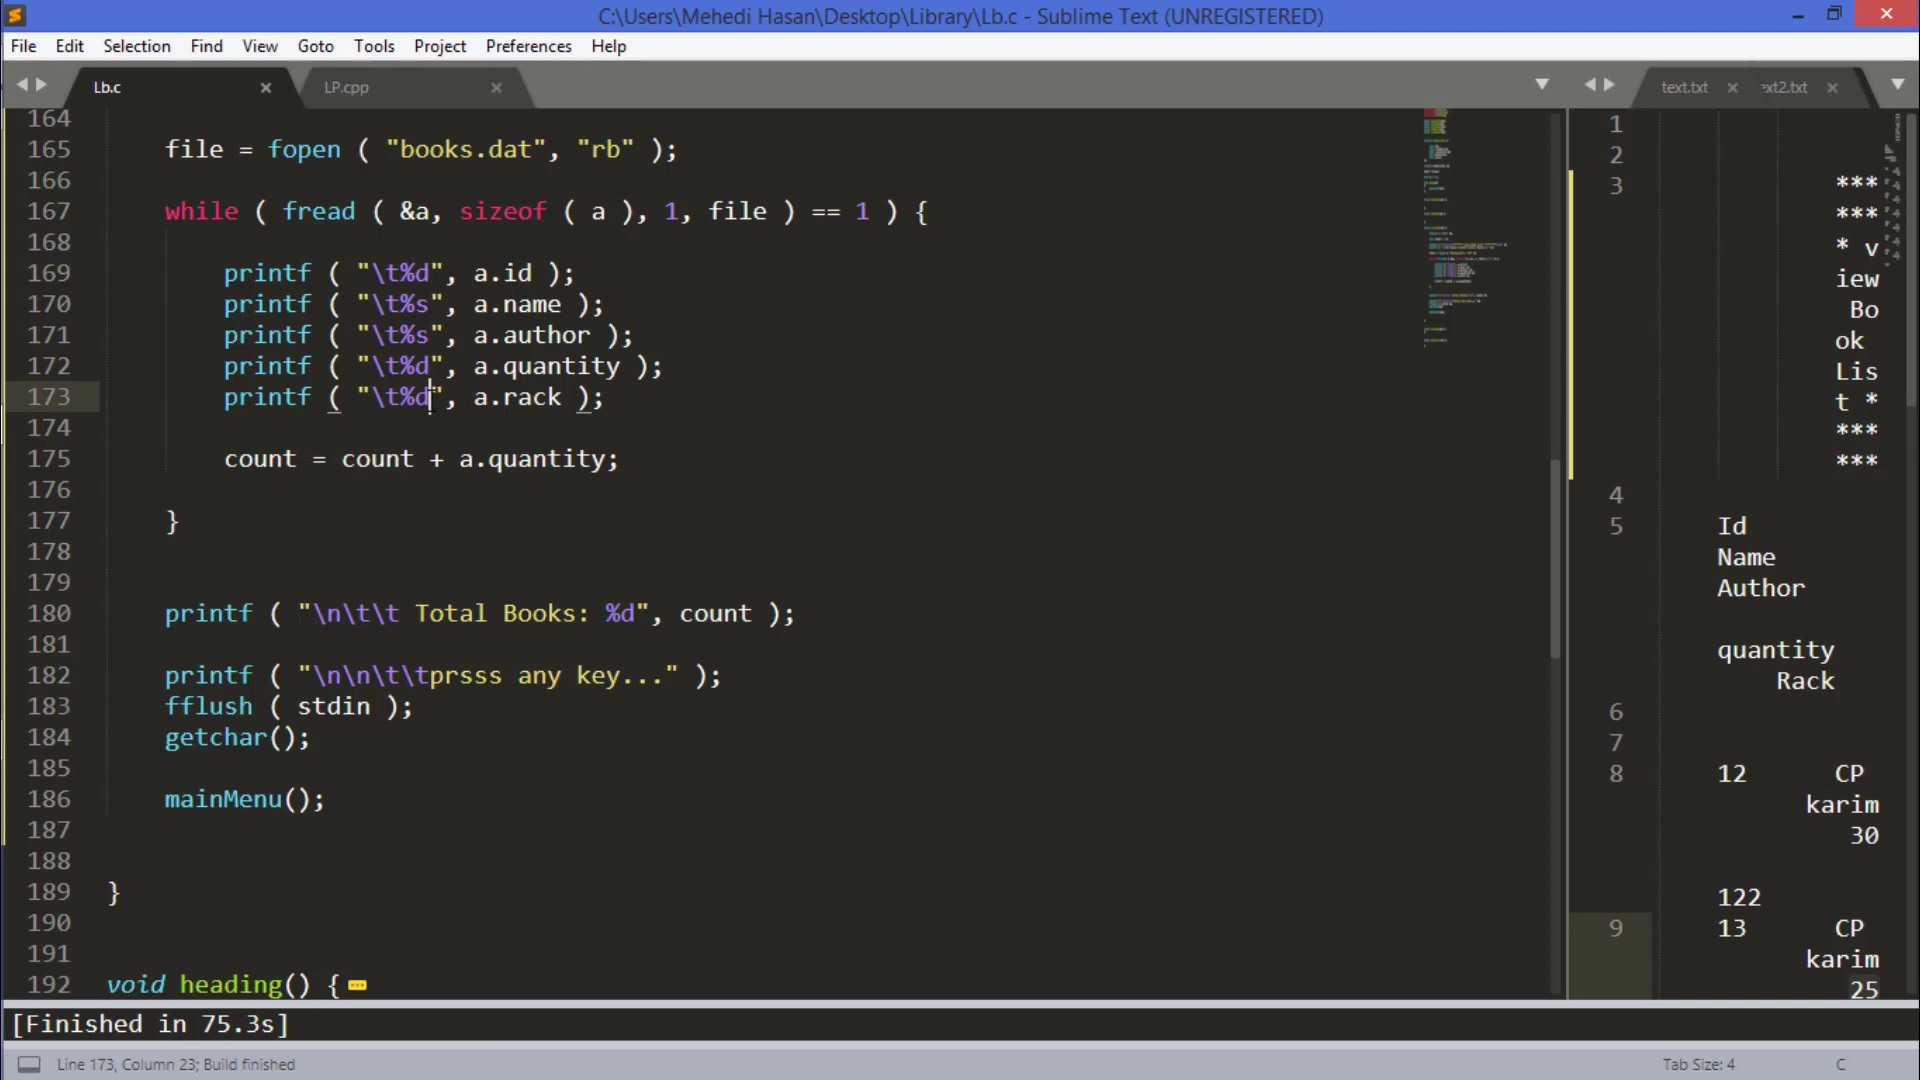 C:\Users\Mehedi Hasan\Desktop\Library\Lb.c - Sublime Text (UNREGISTERED)
File Edit Selection Find View Goto Tools Project Preferences Help
Lb.c LP.cpp text.txt ext2.txt
164
165 file = fopen ( "books.dat", "rb" );
166
167 while ( fread ( &a, sizeof ( a ), 1, file ) == 1 ) {
168
169 printf ( "\t%d", a.id );
170 printf ( "\t%s", a.name );
171 printf ( "\t%s", a.author );
172 printf ( "\t%d", a.quantity );
173 printf ( "\t%d", a.rack );
174
175 count = count + a.quantity;
176
177 }
178
179
180 printf ( "\n\t\t Total Books: %d", count );
181
182 printf ( "\n\n\t\tprsss any key..." );
183 fflush ( stdin );
184 getchar();
185
186 mainMenu();
187
188
189 }
190
191
192 void heading() {
1
2
3 ***
***
* v
iew
Bo
ok
Lis
t *
***
***
4
5 Id
Name
Author
quantity
Rack
6
7
8 12 CP
karim
30
122
9 13 CP
karim
25
[Finished in 75.3s]
Line 173, Column 23; Build finished Tab Size: 4 C